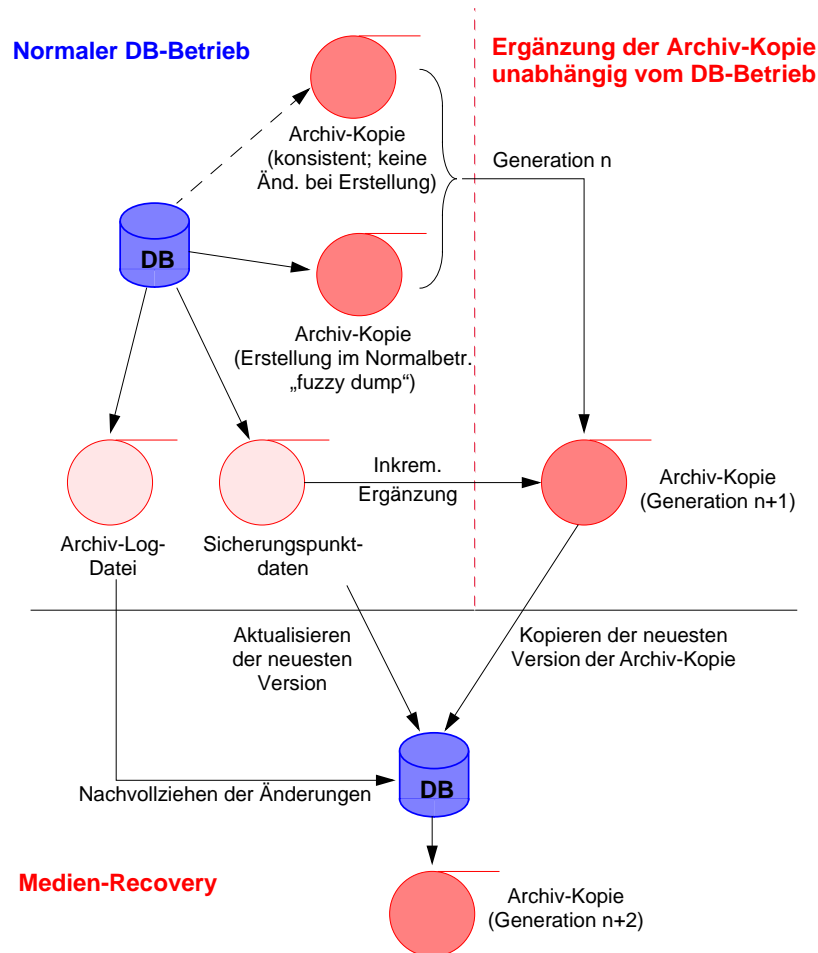 Normaler DB-Betrieb
Ergänzung der Archiv-Kopie
unabhängig vom DB-Betrieb
Archiv-Kopie
(konsistent; keine
Änd. bei Erstellung)
Generation n
DB
Archiv-Kopie
(Erstellung im Normalbetr.
„fuzzy dump“)
Inkrem.
Ergänzung
Archiv-Kopie
(Generation n+1)
Archiv-Log-
Datei
Sicherungspunkt-
daten
Aktualisieren
der neuesten
Version
Kopieren der neuesten
Version der Archiv-Kopie
DB
Nachvollziehen der Änderungen
Medien-Recovery
Archiv-Kopie
(Generation n+2)